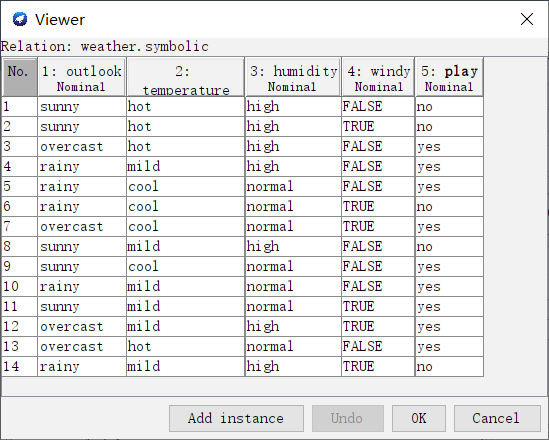 Viewer
Relation: weather.symbolic
No. 1: outlook 2: temperature 3: humidity 4: windy 5: play
Nominal Nominal Nominal Nominal
1 sunny hot high FALSE no
2 sunny hot high TRUE no
3 overcast hot high FALSE yes
4 rainy mild high FALSE yes
5 rainy cool normal FALSE yes
6 rainy cool normal TRUE no
7 overcast cool normal TRUE yes
8 sunny mild high FALSE no
9 sunny cool normal FALSE yes
10 rainy mild normal FALSE yes
11 sunny mild normal TRUE yes
12 overcast mild high TRUE yes
13 overcast hot normal FALSE yes
14 rainy mild high TRUE no
Add instance Undo OK Cancel